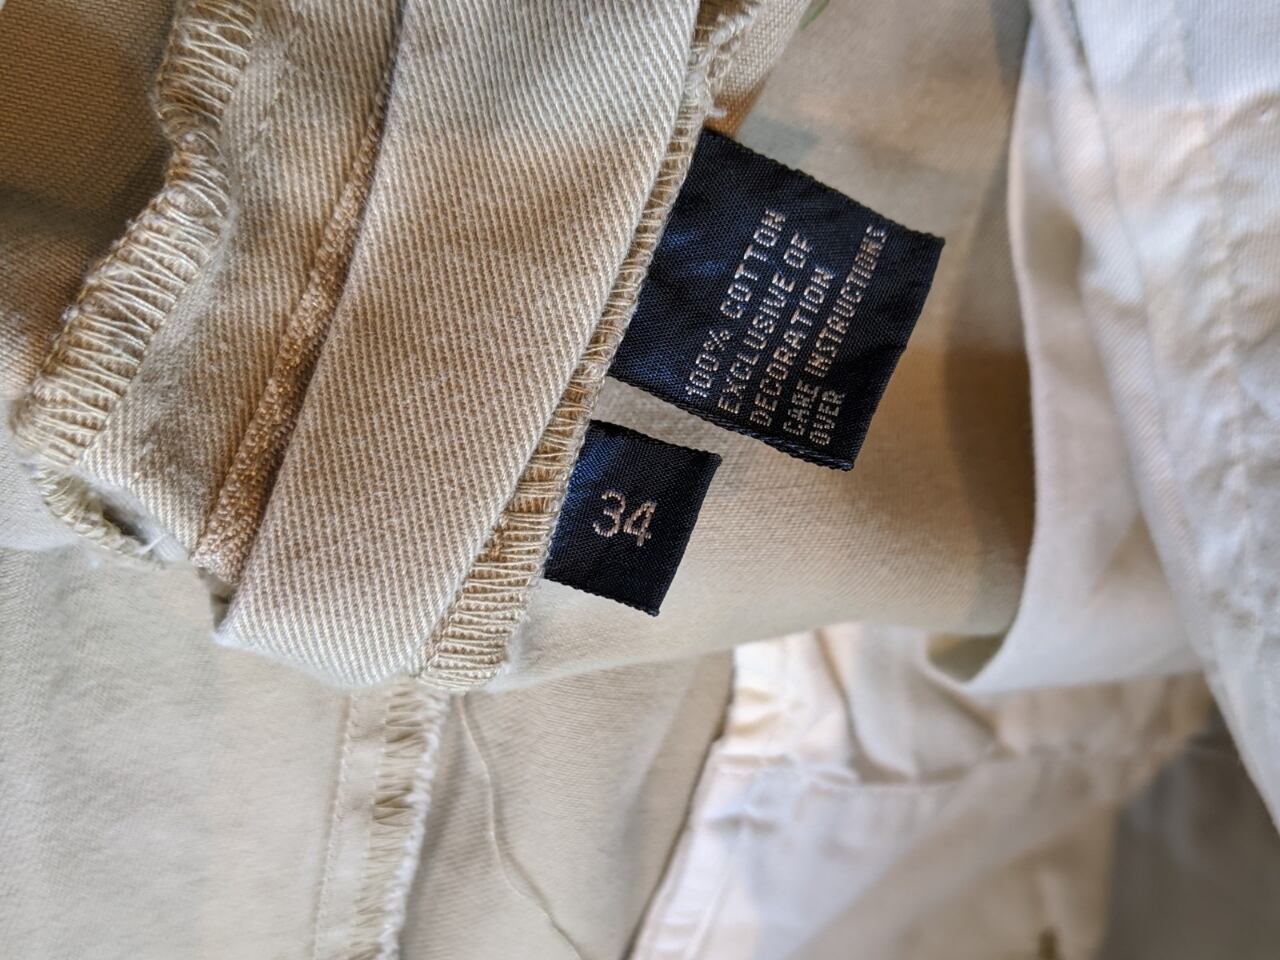 100% COTTON
EXCLUSIVE OF
DECORATION
CARE INSTRUCTIONS
OVER
34